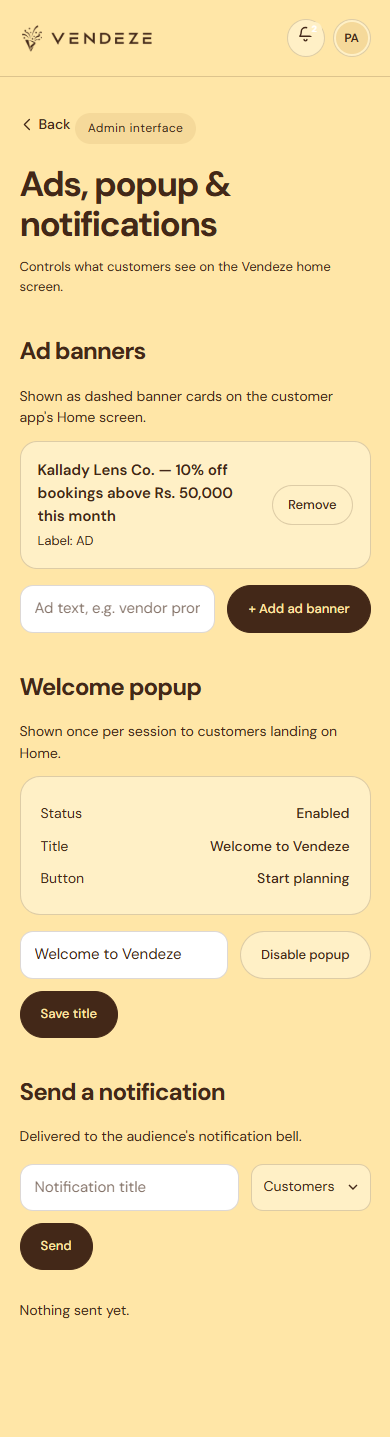 VENDEZE
PA
Back
Admin interface
Ads, popup &
notifications
Controls what customers see on the Vendeze home
screen.
Ad banners
Shown as dashed banner cards on the customer
app's Home screen.
Kallady Lens Co. — 10% off
bookings above Rs. 50,000
this month
Label: AD
Remove
Ad text, e.g. vendor pror
+ Add ad banner
Welcome popup
Shown once per session to customers landing on
Home.
Status Enabled
Title Welcome to Vendeze
Button Start planning
Welcome to Vendeze
Disable popup
Save title
Send a notification
Delivered to the audience's notification bell.
Notification title
Customers
Send
Nothing sent yet.